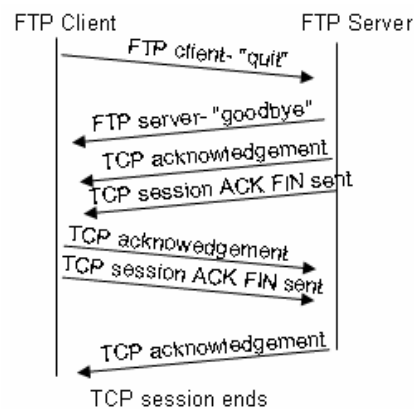 FTP Client
FTP Server
FTP client- "quit"
FTP server- "goodbye"
TCP acknowledgement
TCP session ACK FIN sent
TCP acknowedgement
TCP session ACK FIN sent
TCP acknowledgement
TCP session ends